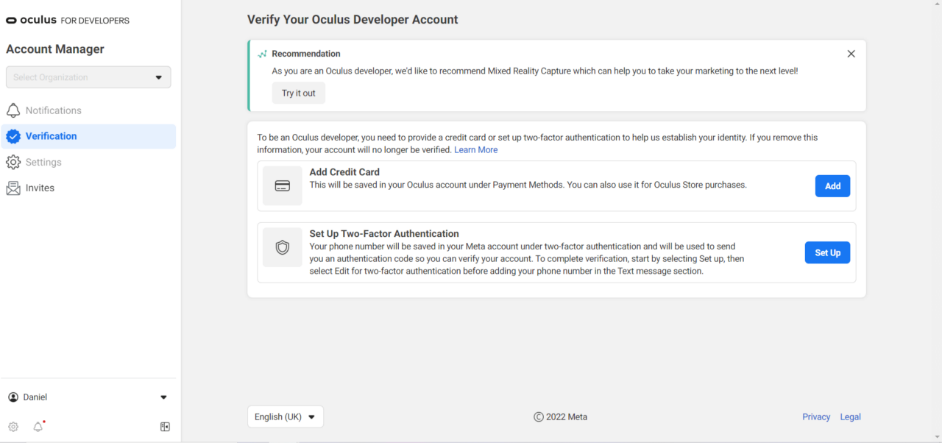 oculus FOR DEVELOPERS
Account Manager
Select Organization
Notifications
Verification
Settings
Invites
Daniel
Verify Your Oculus Developer Account
Recommendation
As you are an Oculus developer, we'd like to recommend Mixed Reality Capture which can help you to take your marketing to the next level!
Try it out
To be an Oculus developer, you need to provide a credit card or set up two-factor authentication to help us establish your identity. If you remove this
information, your account will no longer be verified. Learn More
Add Credit Card
This will be saved in your Oculus account under Payment Methods. You can also use it for Oculus Store purchases.
Add
Set Up Two-Factor Authentication
Your phone number will be saved in your Meta account under two-factor authentication and will be used to send
you an authentication code so you can verify your account. To complete verification, start by selecting Set up, then
select Edit for two-factor authentication before adding your phone number in the Text message section.
Set Up
English (UK)
© 2022 Meta
Privacy Legal